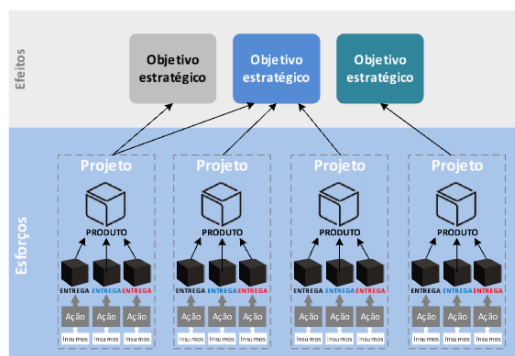 Efeitos
Objetivo
estratégico
Objetivo
estratégico
Objetivo
estratégico
Esforços
Projeto
Projeto
Projeto
Projeto
PRODUTO
PRODUTO
PRODUTO
PRODUTO
ENTREGA ENTREGA ENTREGA
ENTREGA ENTREGA ENTREGA
ENTREGA ENTREGA ENTREGA
ENTREGA ENTREGA ENTREGA
Ação Ação Ação
Ação Ação Ação
Ação Ação Ação
Ação Ação Ação
Insumos Insumos Insumos
Insumos Insumos Insumos
Insumos Insumos Insumos
Insumos Insumos Insumos